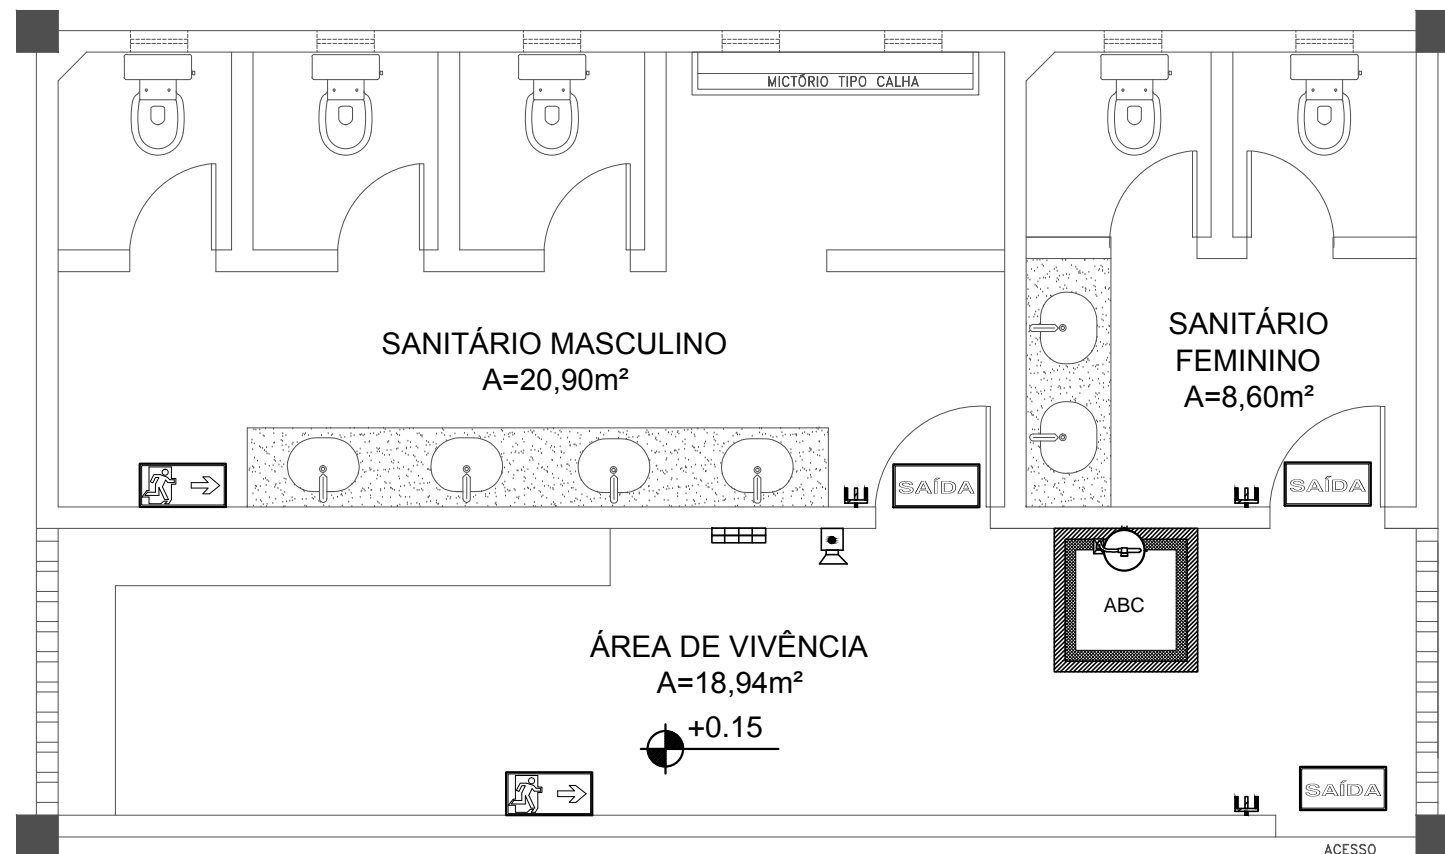 MICTÓRIO TIPO CALHA
SANITÁRIO MASCULINO
A=20,90m²
SANITÁRIO
FEMININO
A=8,60m²
SAÍDA
SAÍDA
ABC
ÁREA DE VIVÊNCIA
A=18,94m²
+0.15
SAÍDA
ACESSO